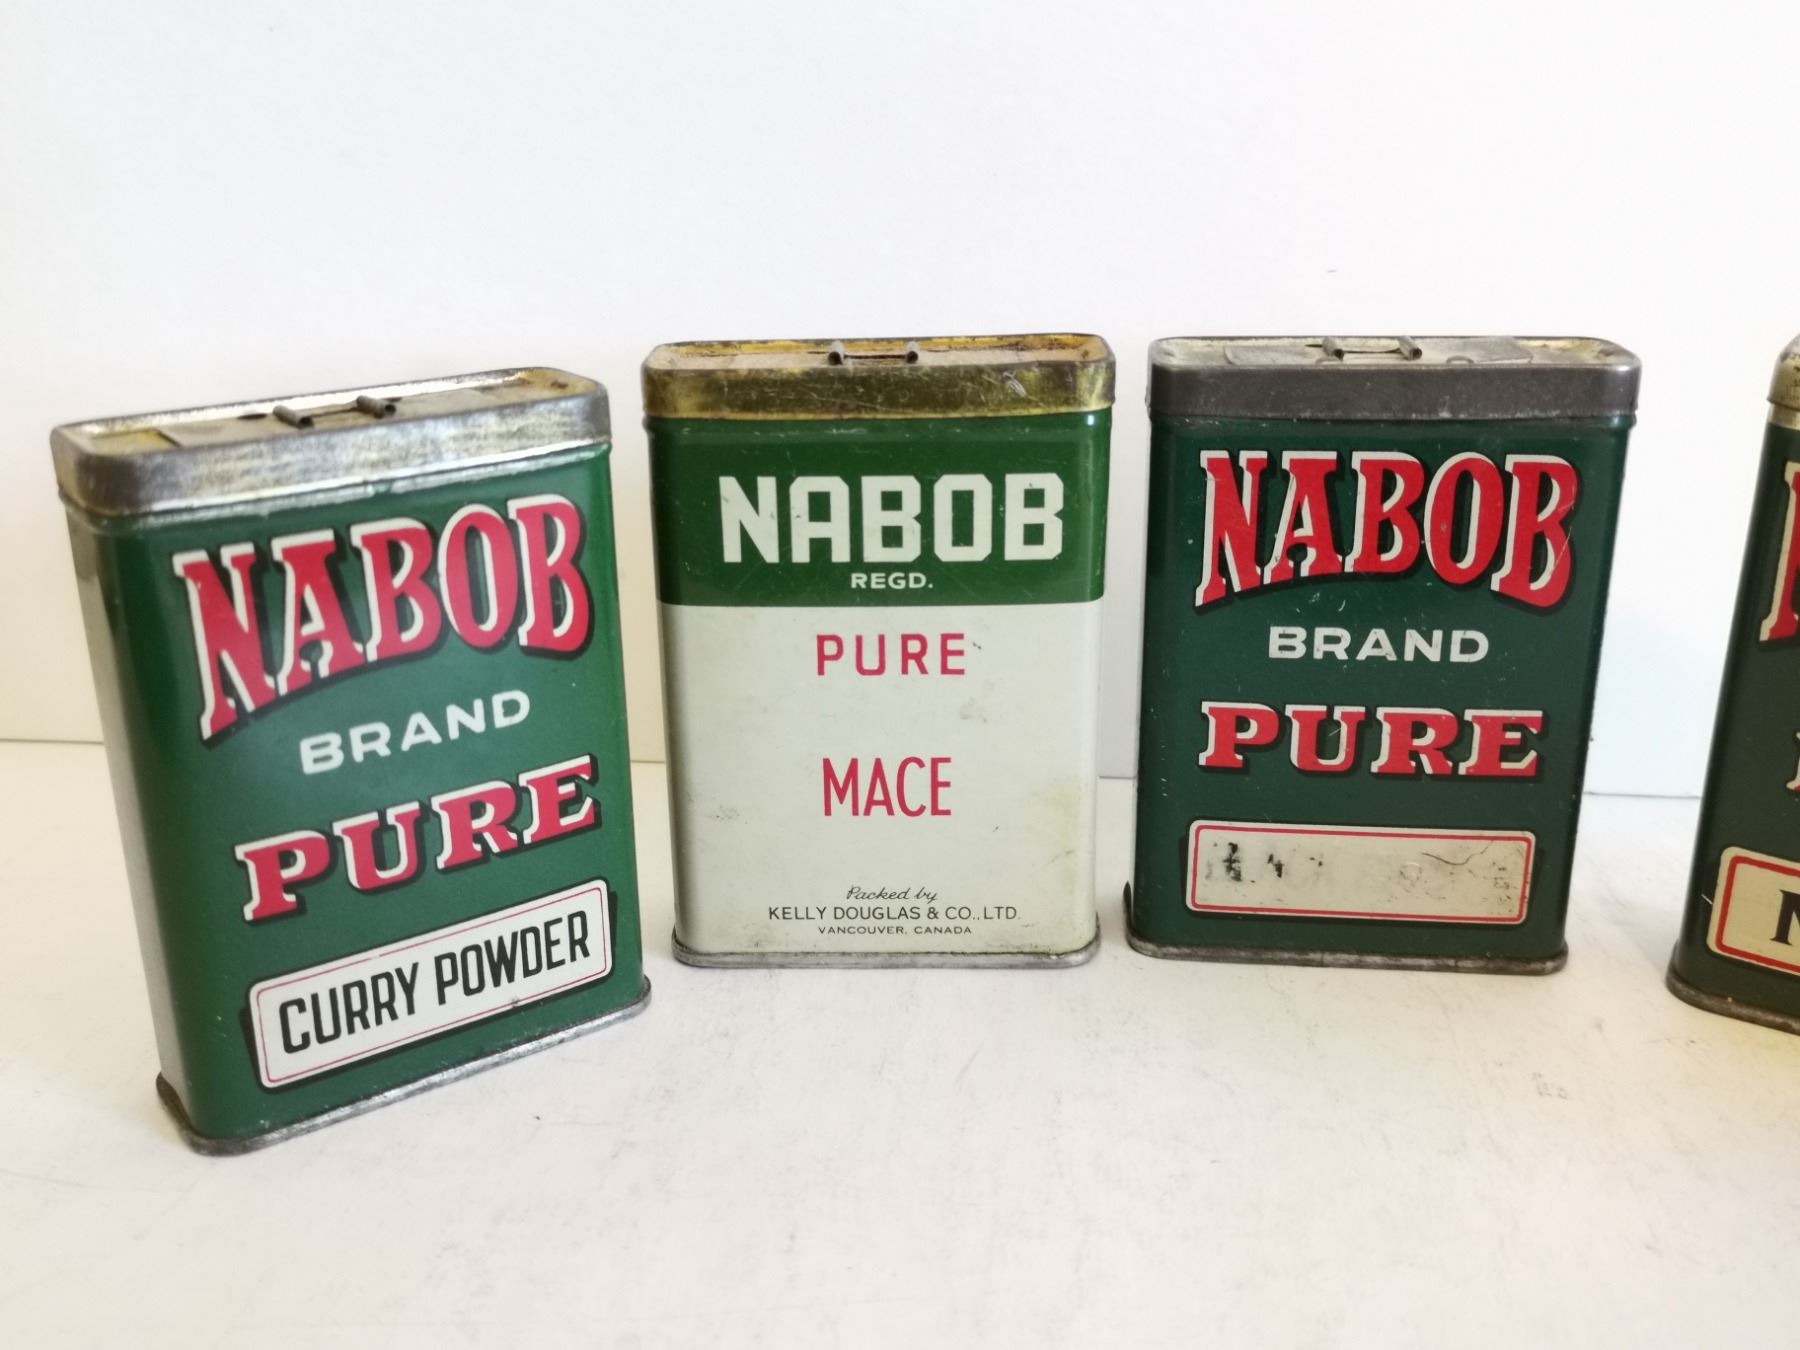 NABOB
BRAND
PURE
CURRY POWDER
NABOB
REGD.
PURE
MACE
Packed by
KELLY DOUGLAS & CO., LTD.
VANCOUVER, CANADA
NABOB
BRAND
PURE